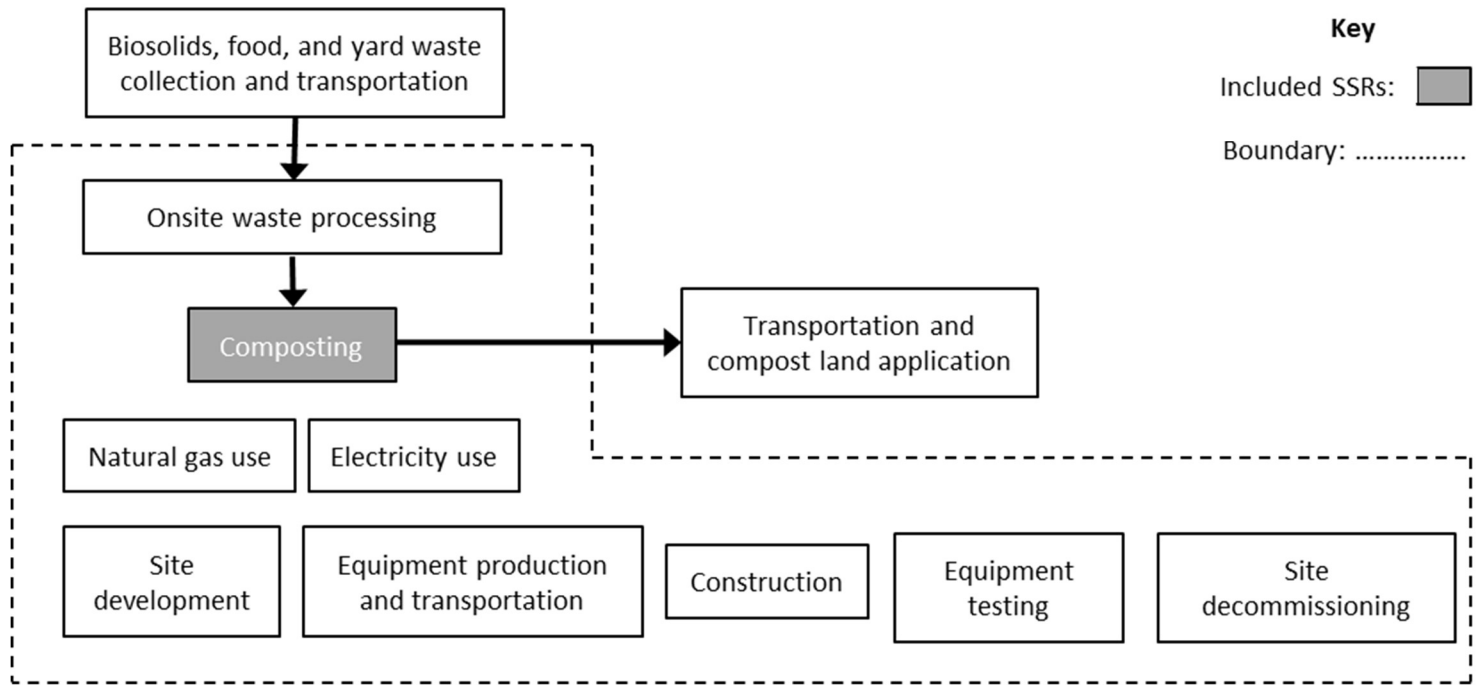 Biosolids, food, and yard waste
collection and transportation
Key
Included SSRs:
Boundary: ...............
Onsite waste processing
Composting
Transportation and
compost land application
Natural gas use
Electricity use
Site
development
Equipment production
and transportation
Construction
Equipment
testing
Site
decommissioning